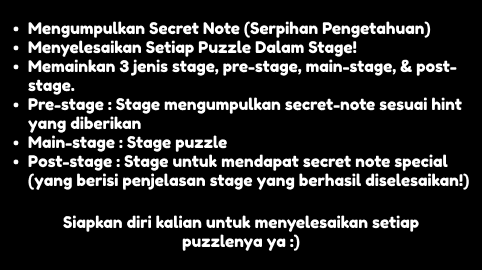 • Mengumpulkan Secret Note (Serpihan Pengetahuan)
• Menyelesaikan Setiap Puzzle Dalam Stage!
• Memainkan 3 jenis stage, pre-stage, main-stage, & post-
stage.
• Pre-stage : Stage mengumpulkan secret-note sesuai hint
yang diberikan
• Main-stage : Stage puzzle
• Post-stage : Stage untuk mendapat secret note special
(yang berisi penjelasan stage yang berhasil diselesaikan!)
Siapkan diri kalian untuk menyelesaikan setiap
puzzlenya ya :)